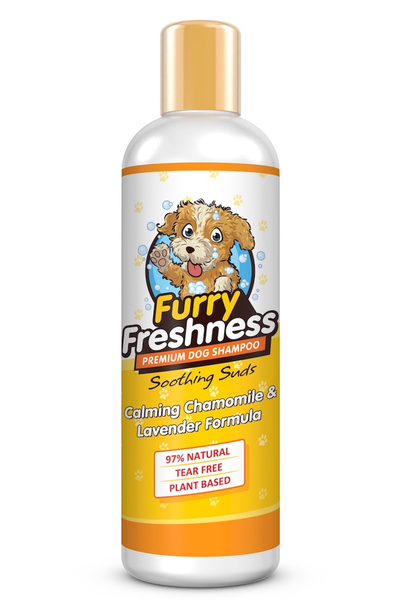 Furry
Freshness
PREMIUM DOG SHAMPOO
Soothing Suds
Calming Chamomile &
Lavender Formula
97% NATURAL
TEAR FREE
PLANT BASED